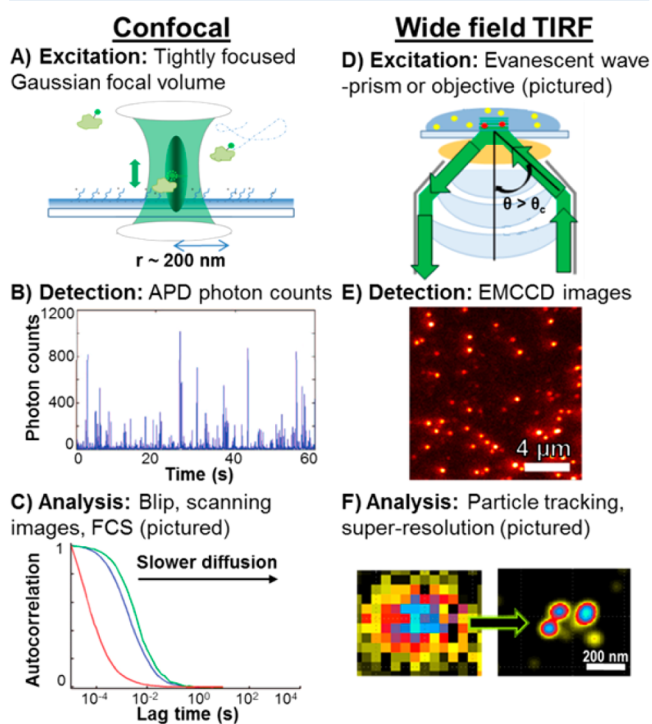 Confocal
A) Excitation: Tightly focused
Gaussian focal volume
r ~ 200 nm
B) Detection: APD photon counts
Photon counts
1200
800
400
0
0 20 40 60
Time (s)
C) Analysis: Blip, scanning
images, FCS (pictured)
Autocorrelation
1
0
Slower diffusion
10⁻⁴ 10⁻² 10⁰ 10² 10⁴
Lag time (s)
Wide field TIRF
D) Excitation: Evanescent wave
-prism or objective (pictured)
θ > θc
E) Detection: EMCCD images
4 μm
F) Analysis: Particle tracking,
super-resolution (pictured)
200 nm